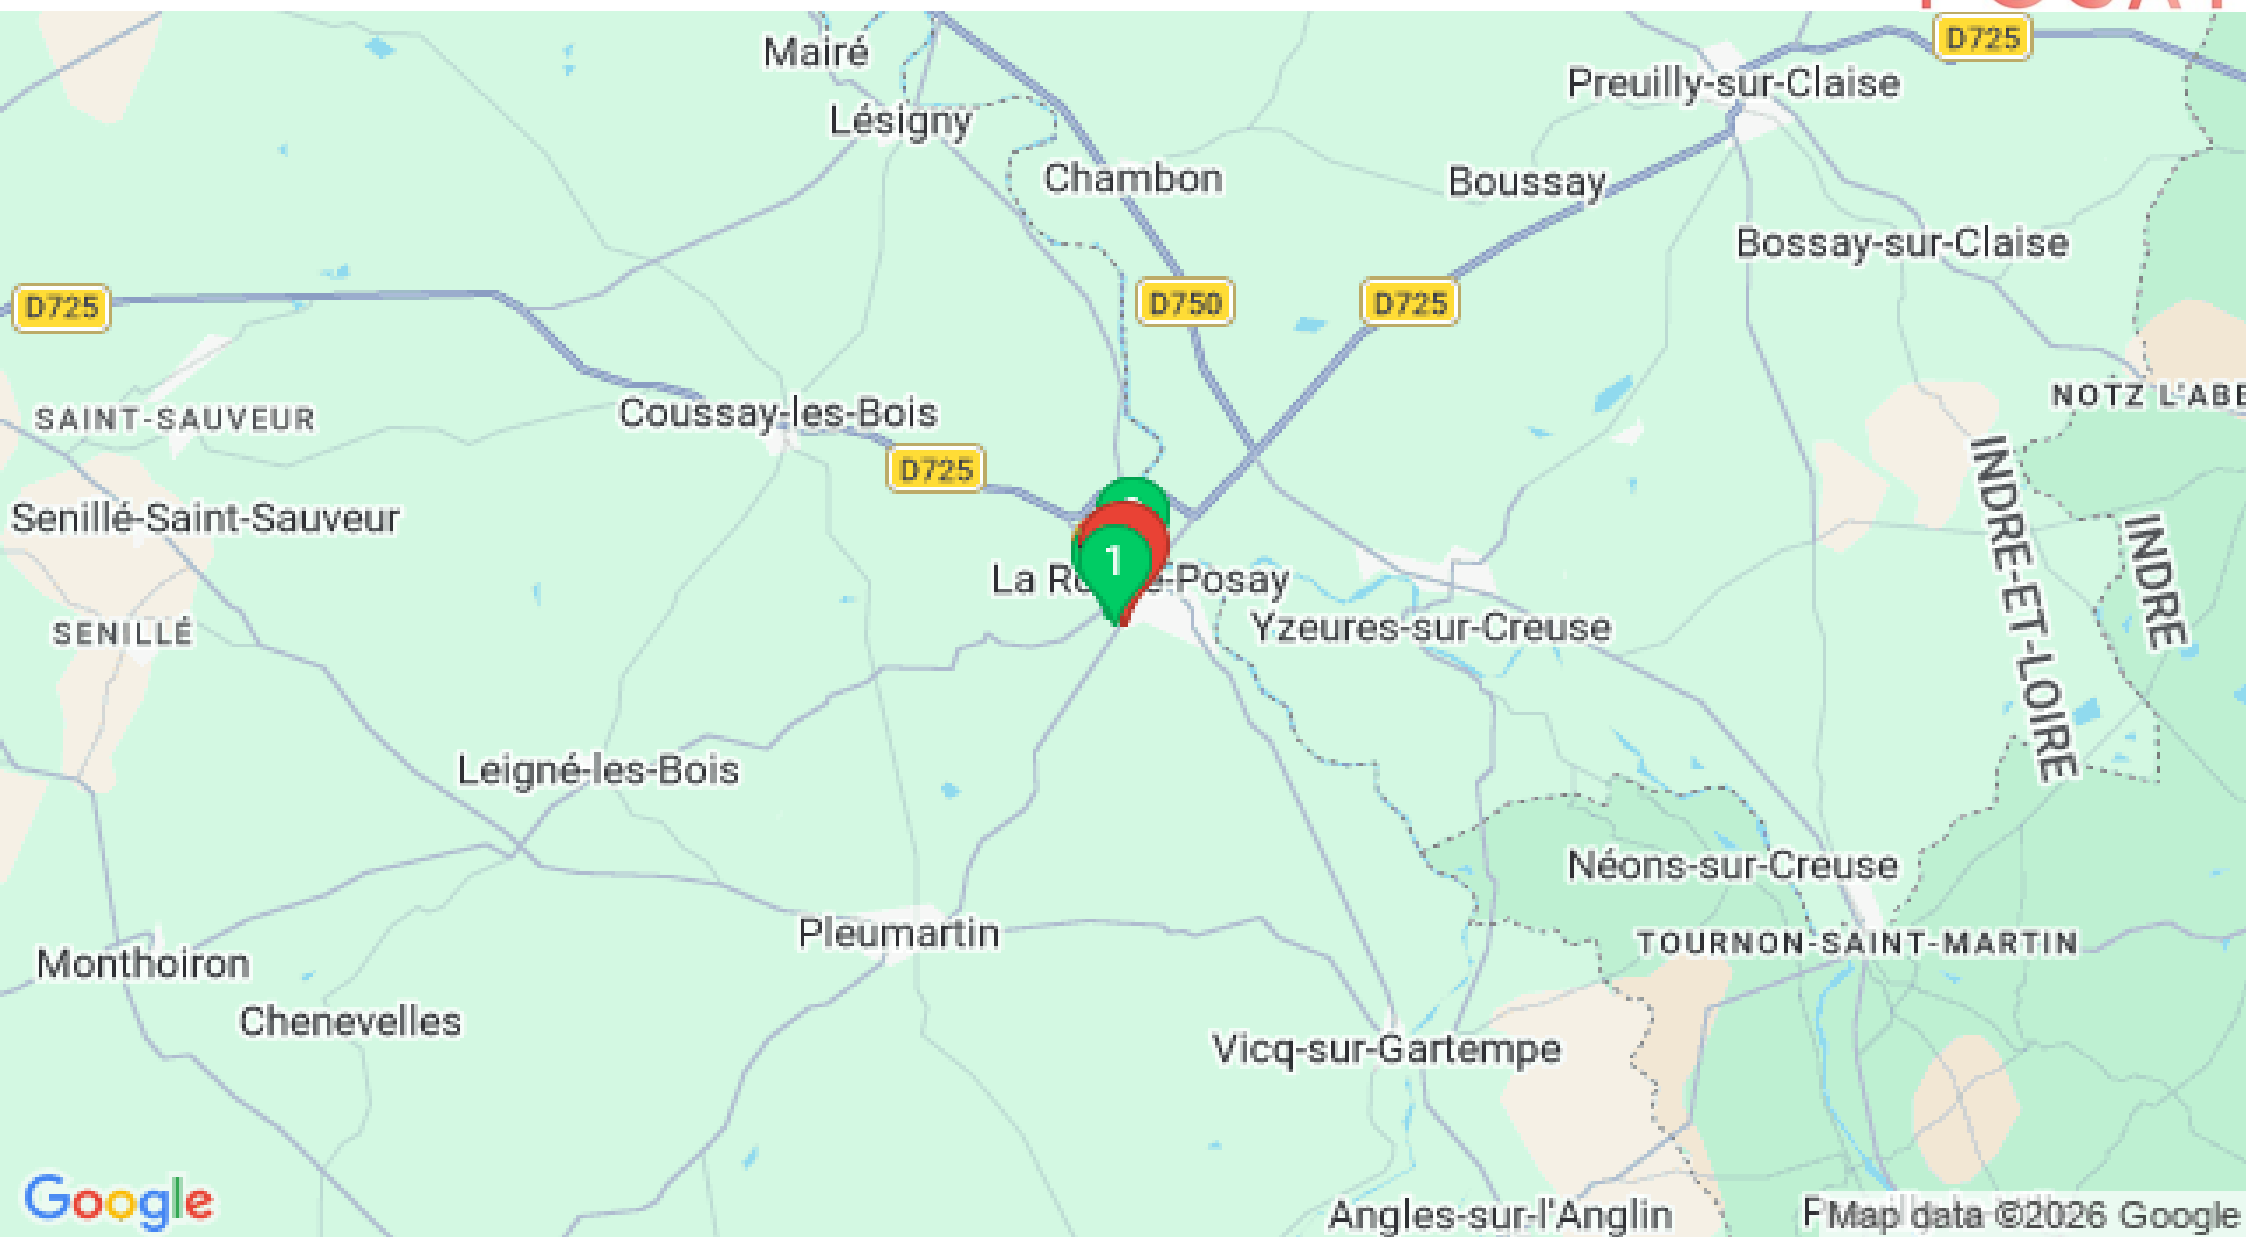 Mairé
D725
Preuilly-sur-Claise
Lésigny
Chambon
Boussay
Bossay-sur-Claise
D725
D750
D725
SAINT-SAUVEUR
Coussay-les-Bois
NOTZ L'ABE
D725
Senillé-Saint-Sauveur
INDRE-ET-LOIRE
INDRE
1
La Ro e-Posay
SENILLÉ
Yzeures-sur-Creuse
Leigné-les-Bois
Néons-sur-Creuse
Pleumartin
TOURNON-SAINT-MARTIN
Monthoiron
Chenevelles
Vicq-sur-Gartempe
Google
Angles-sur-l'Anglin
Map data ©2026 Google